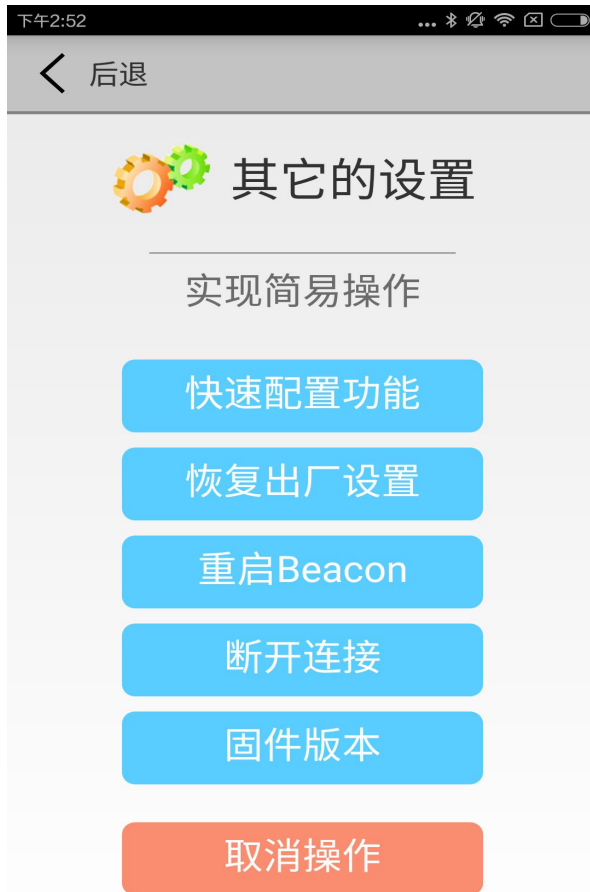 下午2:52
后退
其它的设置
实现简易操作
快速配置功能
恢复出厂设置
重启Beacon
断开连接
固件版本
取消操作